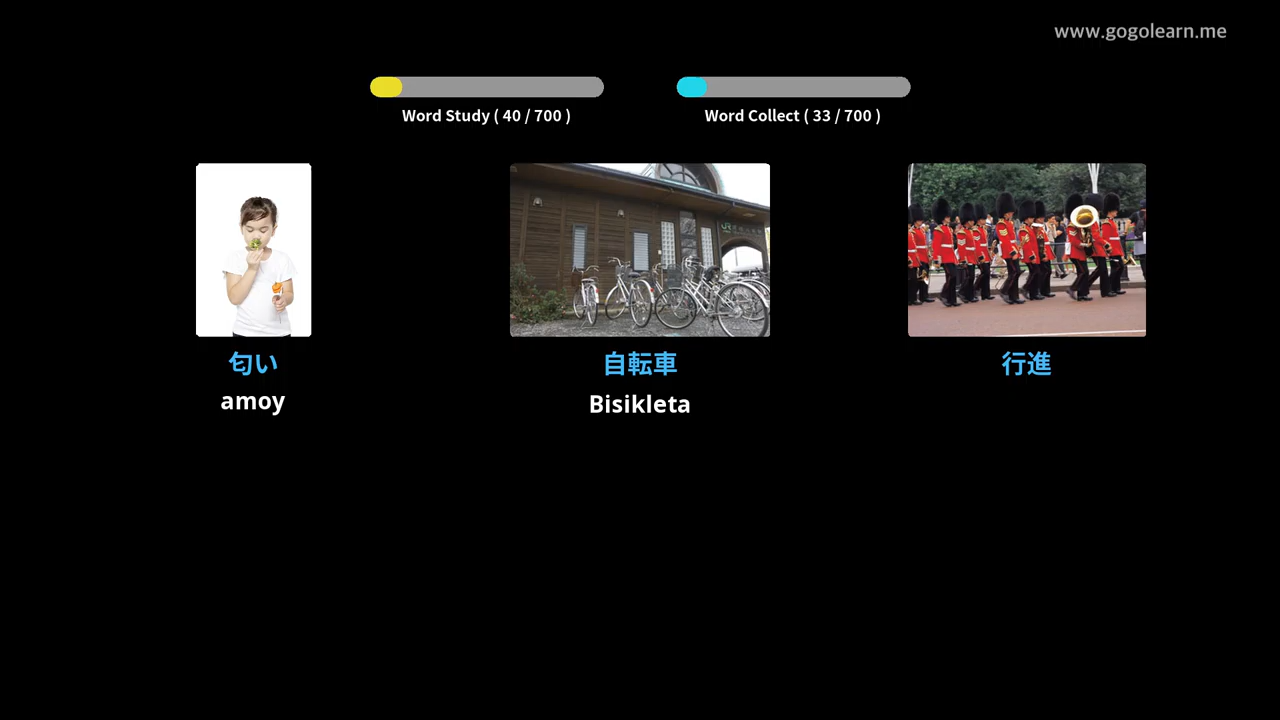 www.gogolearn.me
Word Study ( 40 / 700 )
Word Collect ( 33 / 700 )
匂い
自転車
行進
amoy
Bisikleta